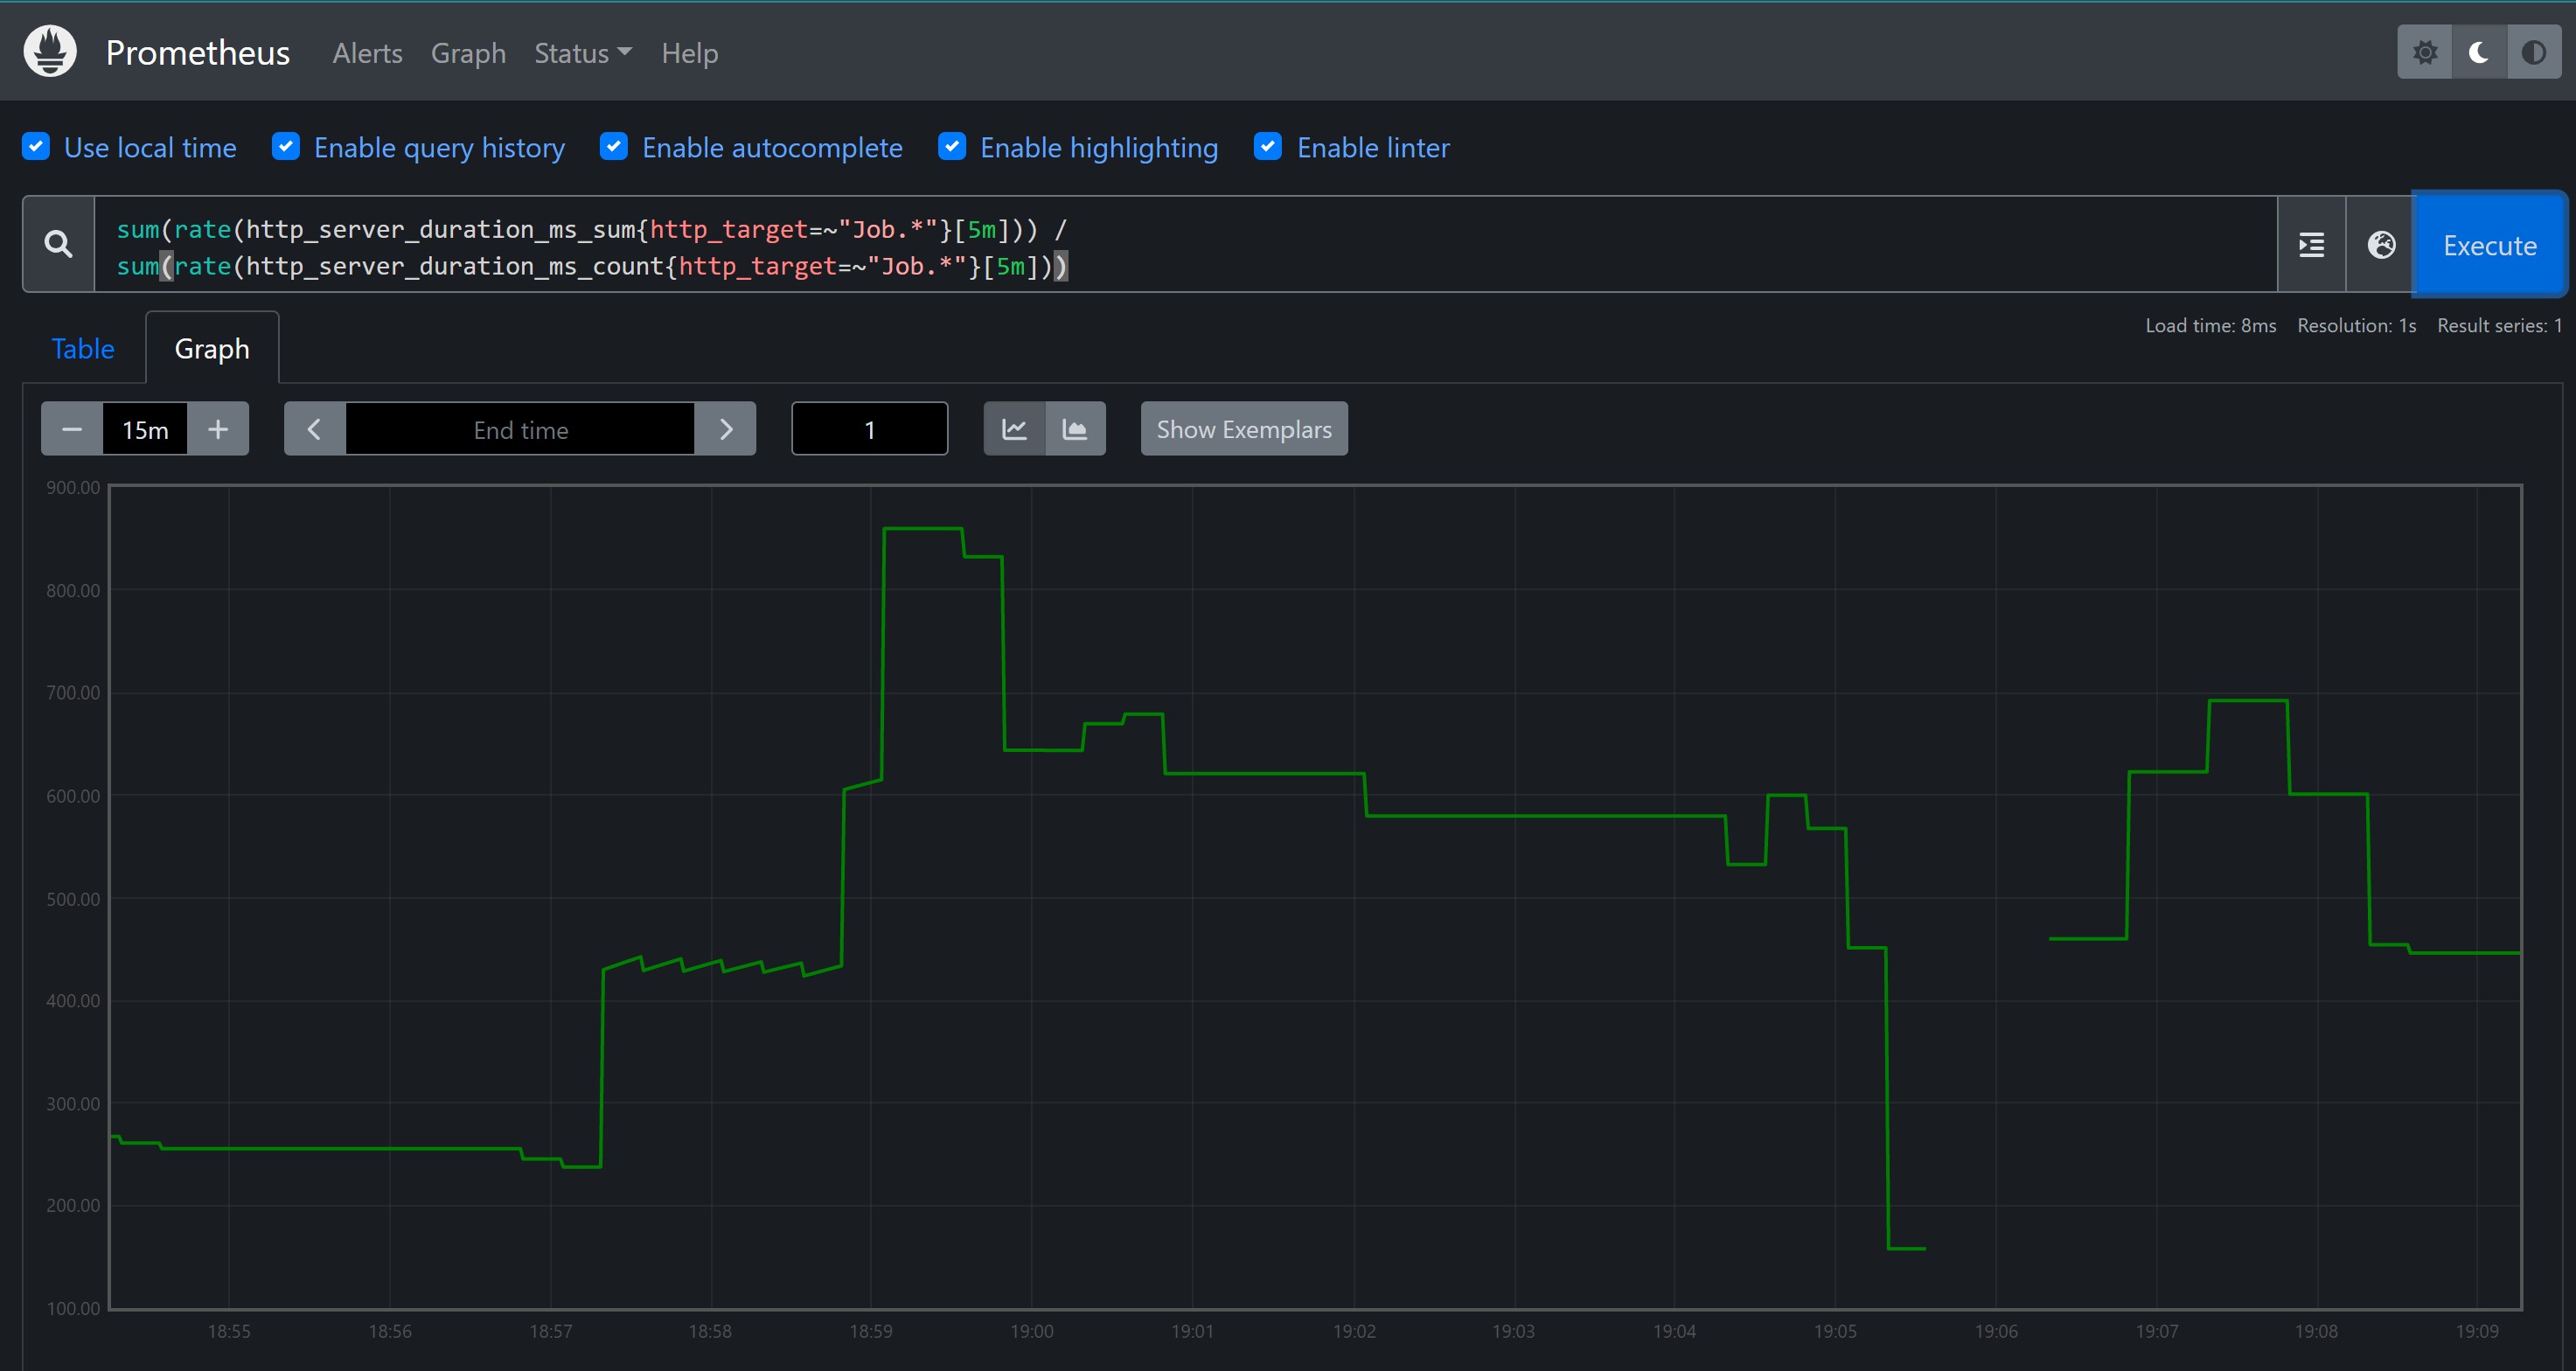 Prometheus Alerts Graph Status Help
Use local time Enable query history Enable autocomplete Enable highlighting Enable linter
sum(rate(http_server_duration_ms_sum{http_target=~"Job.*"}[5m])) /
sum(rate(http_server_duration_ms_count{http_target=~"Job.*"}[5m]))
Execute
Load time: 8ms Resolution: 1s Result series: 1
Table Graph
15m End time 1 Show Exemplars
900.00
800.00
700.00
600.00
500.00
400.00
300.00
200.00
100.00
18:55 18:56 18:57 18:58 18:59 19:00 19:01 19:02 19:03 19:04 19:05 19:06 19:07 19:08 19:09